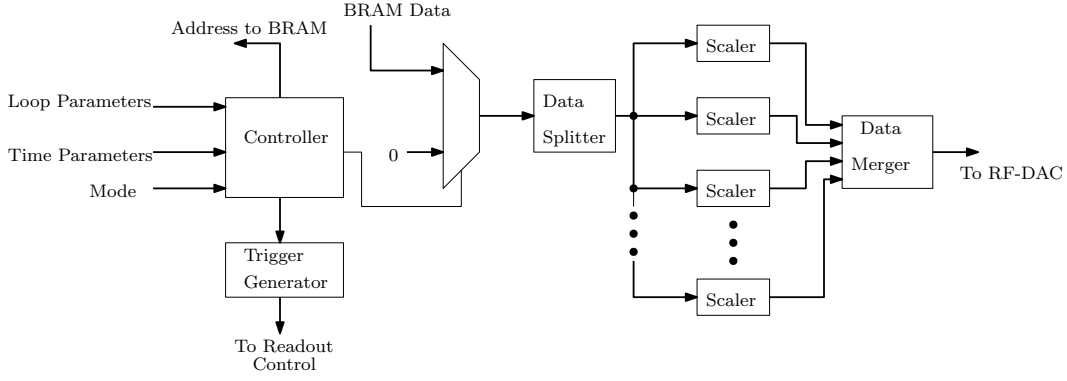 BRAM Data
Address to BRAM
Loop Parameters
Time Parameters
Mode
Controller
0
Trigger
Generator
To Readout
Control
Data
Splitter
Scaler
Scaler
Scaler
Scaler
Data
Merger
To RF-DAC